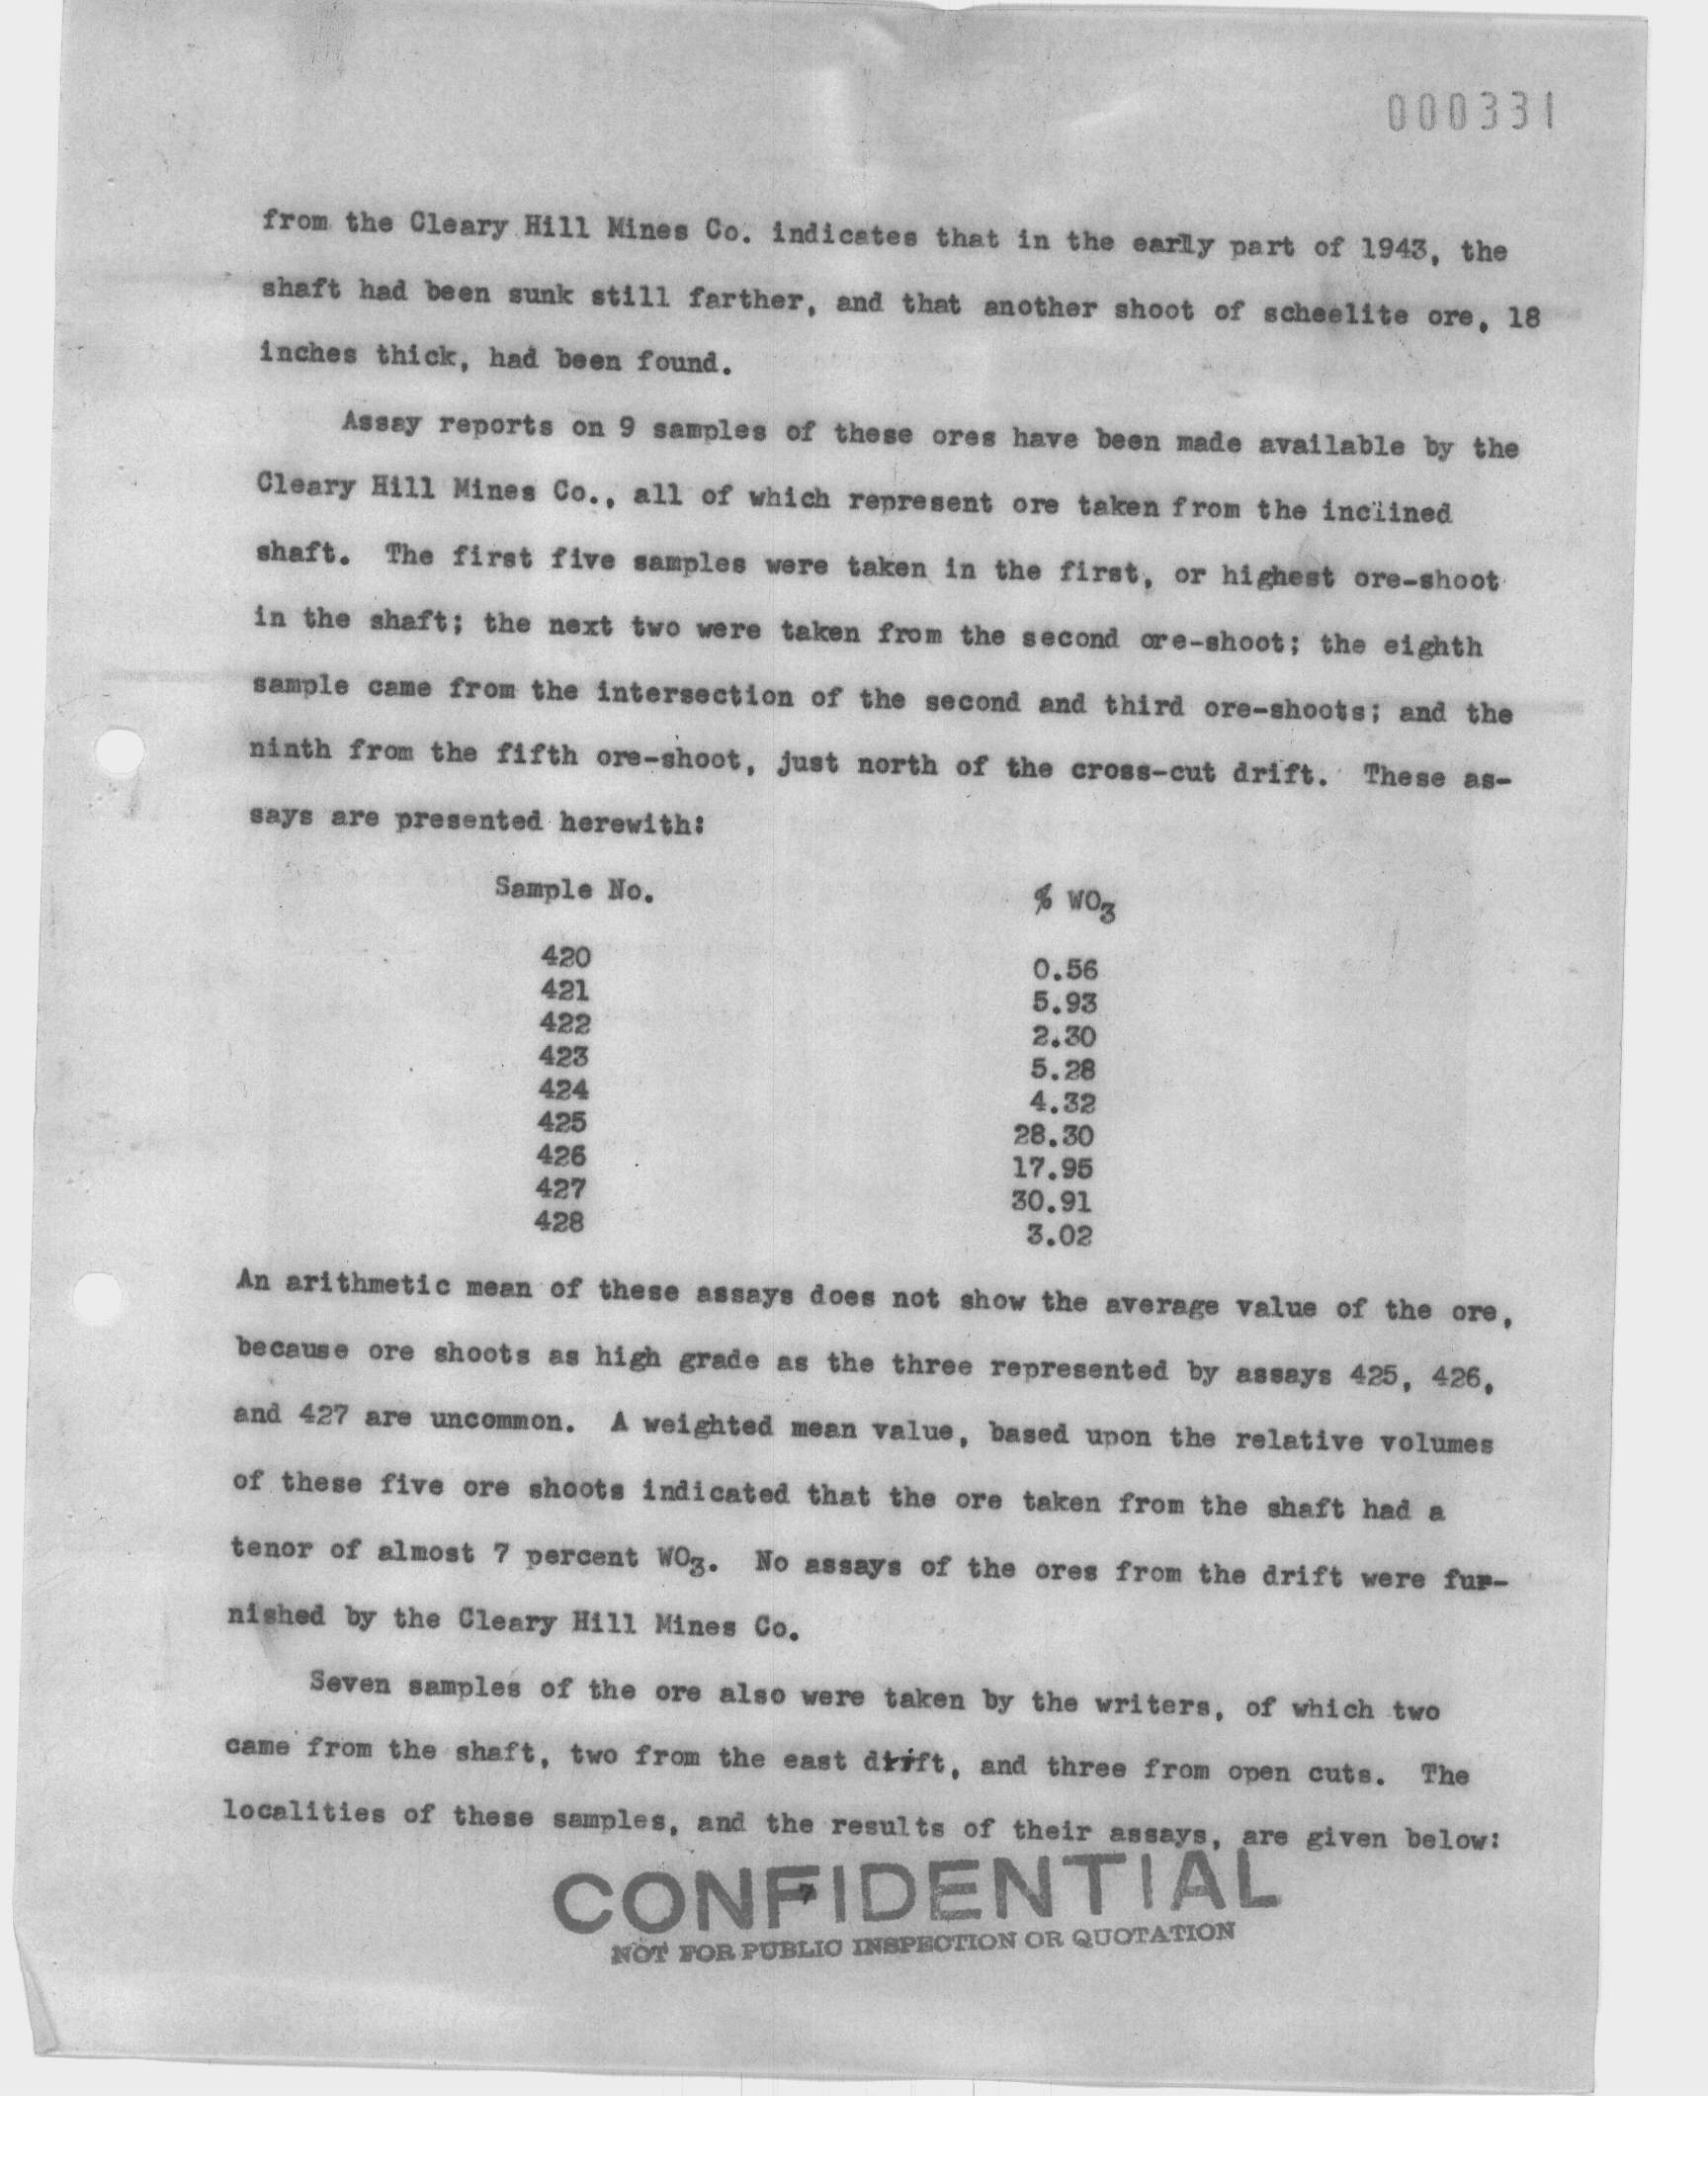 000331
from the Cleary Hill Mines Co. indicates that in the early part of 1943, the
shaft had been sunk still farther, and that another shoot of scheelite ore, 18
inches thick, had been found.
Assay reports on 9 samples of these ores have been made available by the
Cleary Hill Mines Co., all of which represent ore taken from the inclined
shaft. The first five samples were taken in the first, or highest ore-shoot
in the shaft; the next two were taken from the second ore-shoot; the eighth
sample came from the intersection of the second and third ore-shoots; and the
ninth from the fifth ore-shoot, just north of the cross-cut drift. These as-
says are presented herewith:
Sample No. % WO3
420 0.56
421 5.93
422 2.30
423 5.28
424 4.32
425 28.30
426 17.95
427 30.91
428 3.02
An arithmetic mean of these assays does not show the average value of the ore,
because ore shoots as high grade as the three represented by assays 425, 426,
and 427 are uncommon. A weighted mean value, based upon the relative volumes
of these five ore shoots indicated that the ore taken from the shaft had a
tenor of almost 7 percent WO3. No assays of the ores from the drift were fur-
nished by the Cleary Hill Mines Co.
Seven samples of the ore also were taken by the writers, of which two
came from the shaft, two from the east drift, and three from open cuts. The
localities of these samples, and the results of their assays, are given below:
7
CONFIDENTIAL
NOT FOR PUBLIC INSPECTION OR QUOTATION